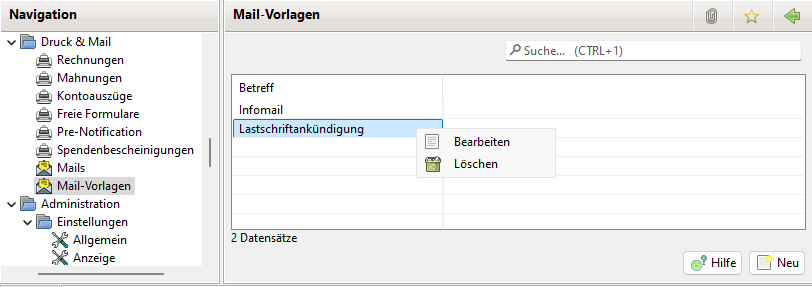 Navigation
Druck & Mail
Rechnungen
Mahnungen
Kontoauszüge
Freie Formulare
Pre-Notification
Spendenbescheinigungen
Mails
Mail-Vorlagen
Administration
Einstellungen
Allgemein
Anzeige
Mail-Vorlagen
Suche... (CTRL+1)
Betreff
Infomail
Lastschriftankündigung
Bearbeiten
Löschen
2 Datensätze
Hilfe
Neu